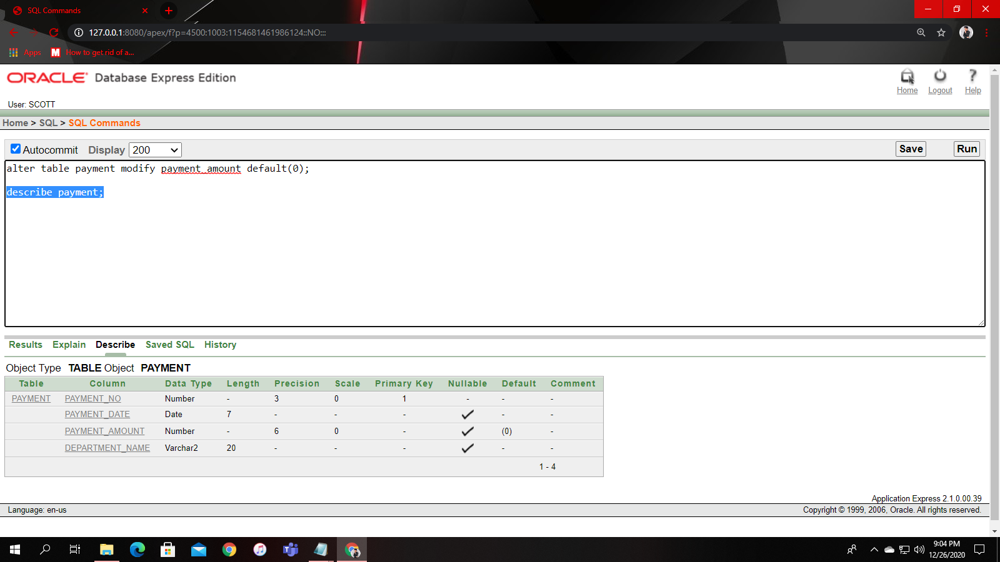 SQL Commands
127.0.0.1:8080/apex/f?p=4500:1003:1154681461986124::NO:::
Apps
M How to get rid of a...
ORACLE Database Express Edition
Home Logout ? Help
User: SCOTT
Home > SQL > SQL Commands
Autocommit Display 200 Save Run
alter table payment modify payment_amount default(0);
describe payment;
Results Explain Describe Saved SQL History
Object Type TABLE Object PAYMENT
Table Column Data Type Length Precision Scale Primary Key Nullable Default Comment
PAYMENT PAYMENT_NO Number - 3 0 1 - - -
PAYMENT_DATE Date 7 - - - - -
PAYMENT_AMOUNT Number - 6 0 - (0) -
DEPARTMENT_NAME Varchar2 20 - - - - -
1 - 4
Application Express 2.1.0.00.39
Language: en-us Copyright © 1999, 2006, Oracle. All rights reserved.
9:04 PM
12/26/2020